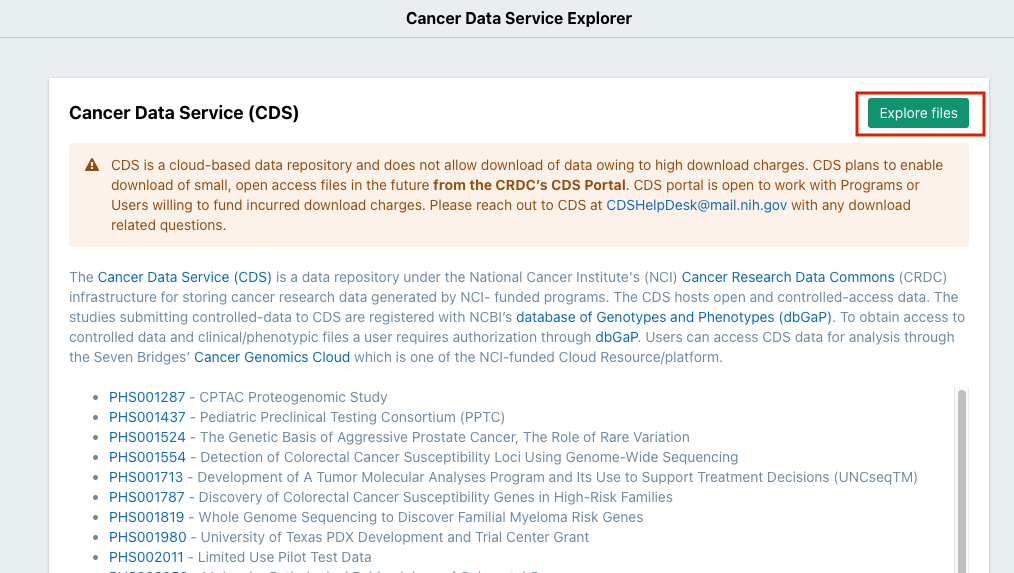 Cancer Data Service Explorer
Cancer Data Service (CDS)
Explore files
CDS is a cloud-based data repository and does not allow download of data owing to high download charges. CDS plans to enable
download of small, open access files in the future from the CRDC's CDS Portal. CDS portal is open to work with Programs or
Users willing to fund incurred download charges. Please reach out to CDS at CDSHelpDesk@mail.nih.gov with any download
related questions.
The Cancer Data Service (CDS) is a data repository under the National Cancer Institute's (NCI) Cancer Research Data Commons (CRDC)
infrastructure for storing cancer research data generated by NCI- funded programs. The CDS hosts open and controlled-access data. The
studies submitting controlled-data to CDS are registered with NCBI's database of Genotypes and Phenotypes (dbGaP). To obtain access to
controlled data and clinical/phenotypic files a user requires authorization through dbGaP. Users can access CDS data for analysis through
the Seven Bridges' Cancer Genomics Cloud which is one of the NCI-funded Cloud Resource/platform.
• PHS001287 - CPTAC Proteogenomic Study
• PHS001437 - Pediatric Preclinical Testing Consortium (PPTC)
• PHS001524 - The Genetic Basis of Aggressive Prostate Cancer, The Role of Rare Variation
• PHS001554 - Detection of Colorectal Cancer Susceptibility Loci Using Genome-Wide Sequencing
• PHS001713 - Development of A Tumor Molecular Analyses Program and Its Use to Support Treatment Decisions (UNCseqTM)
• PHS001787 - Discovery of Colorectal Cancer Susceptibility Genes in High-Risk Families
• PHS001819 - Whole Genome Sequencing to Discover Familial Myeloma Risk Genes
• PHS001980 - University of Texas PDX Development and Trial Center Grant
• PHS002011 - Limited Use Pilot Test Data